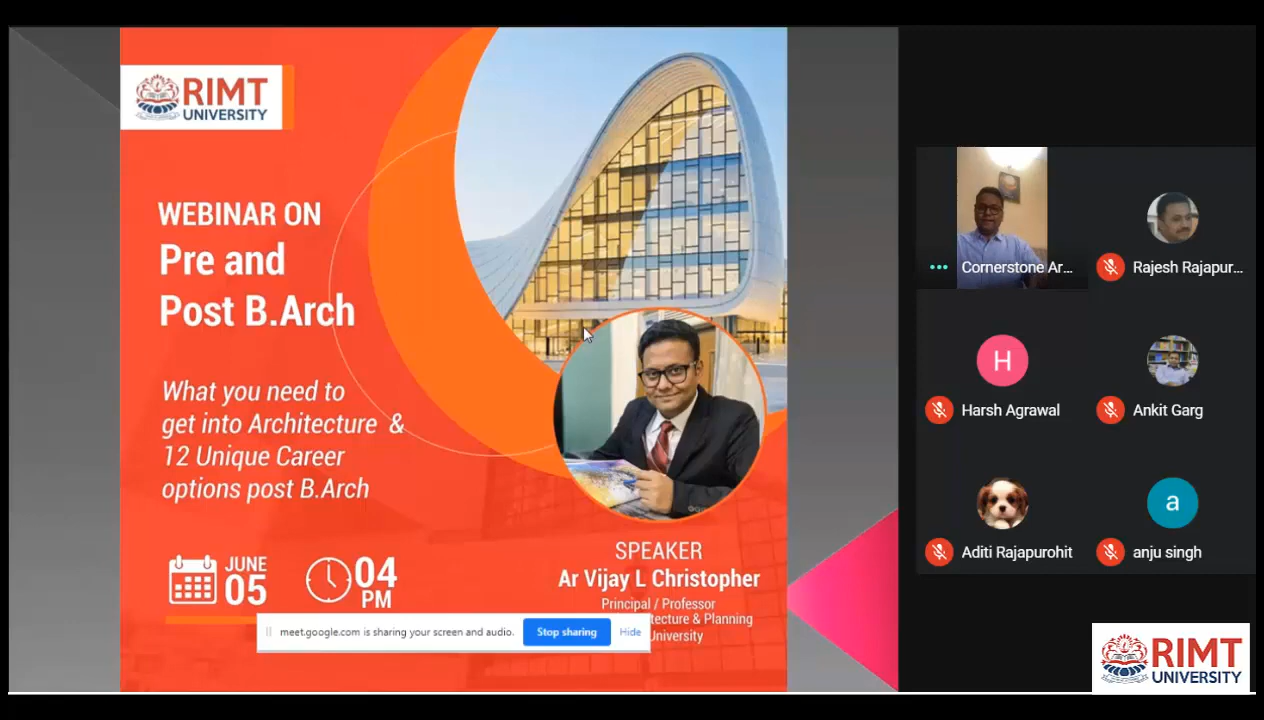 RIMT
UNIVERSITY
WEBINAR ON
Pre and
Post B.Arch
What you need to
get into Architecture &
12 Unique Career
options post B.Arch
JUNE
05
04
PM
SPEAKER
Ar Vijay L Christopher
Principal / Professor
tecture & Planning
University
meet.google.com is sharing your screen and audio.
Stop sharing
Hide
Cornerstone Ar...
Rajesh Rajapur...
H
Harsh Agrawal
Ankit Garg
Aditi Rajapurohit
a
anju singh
RIMT
UNIVERSITY